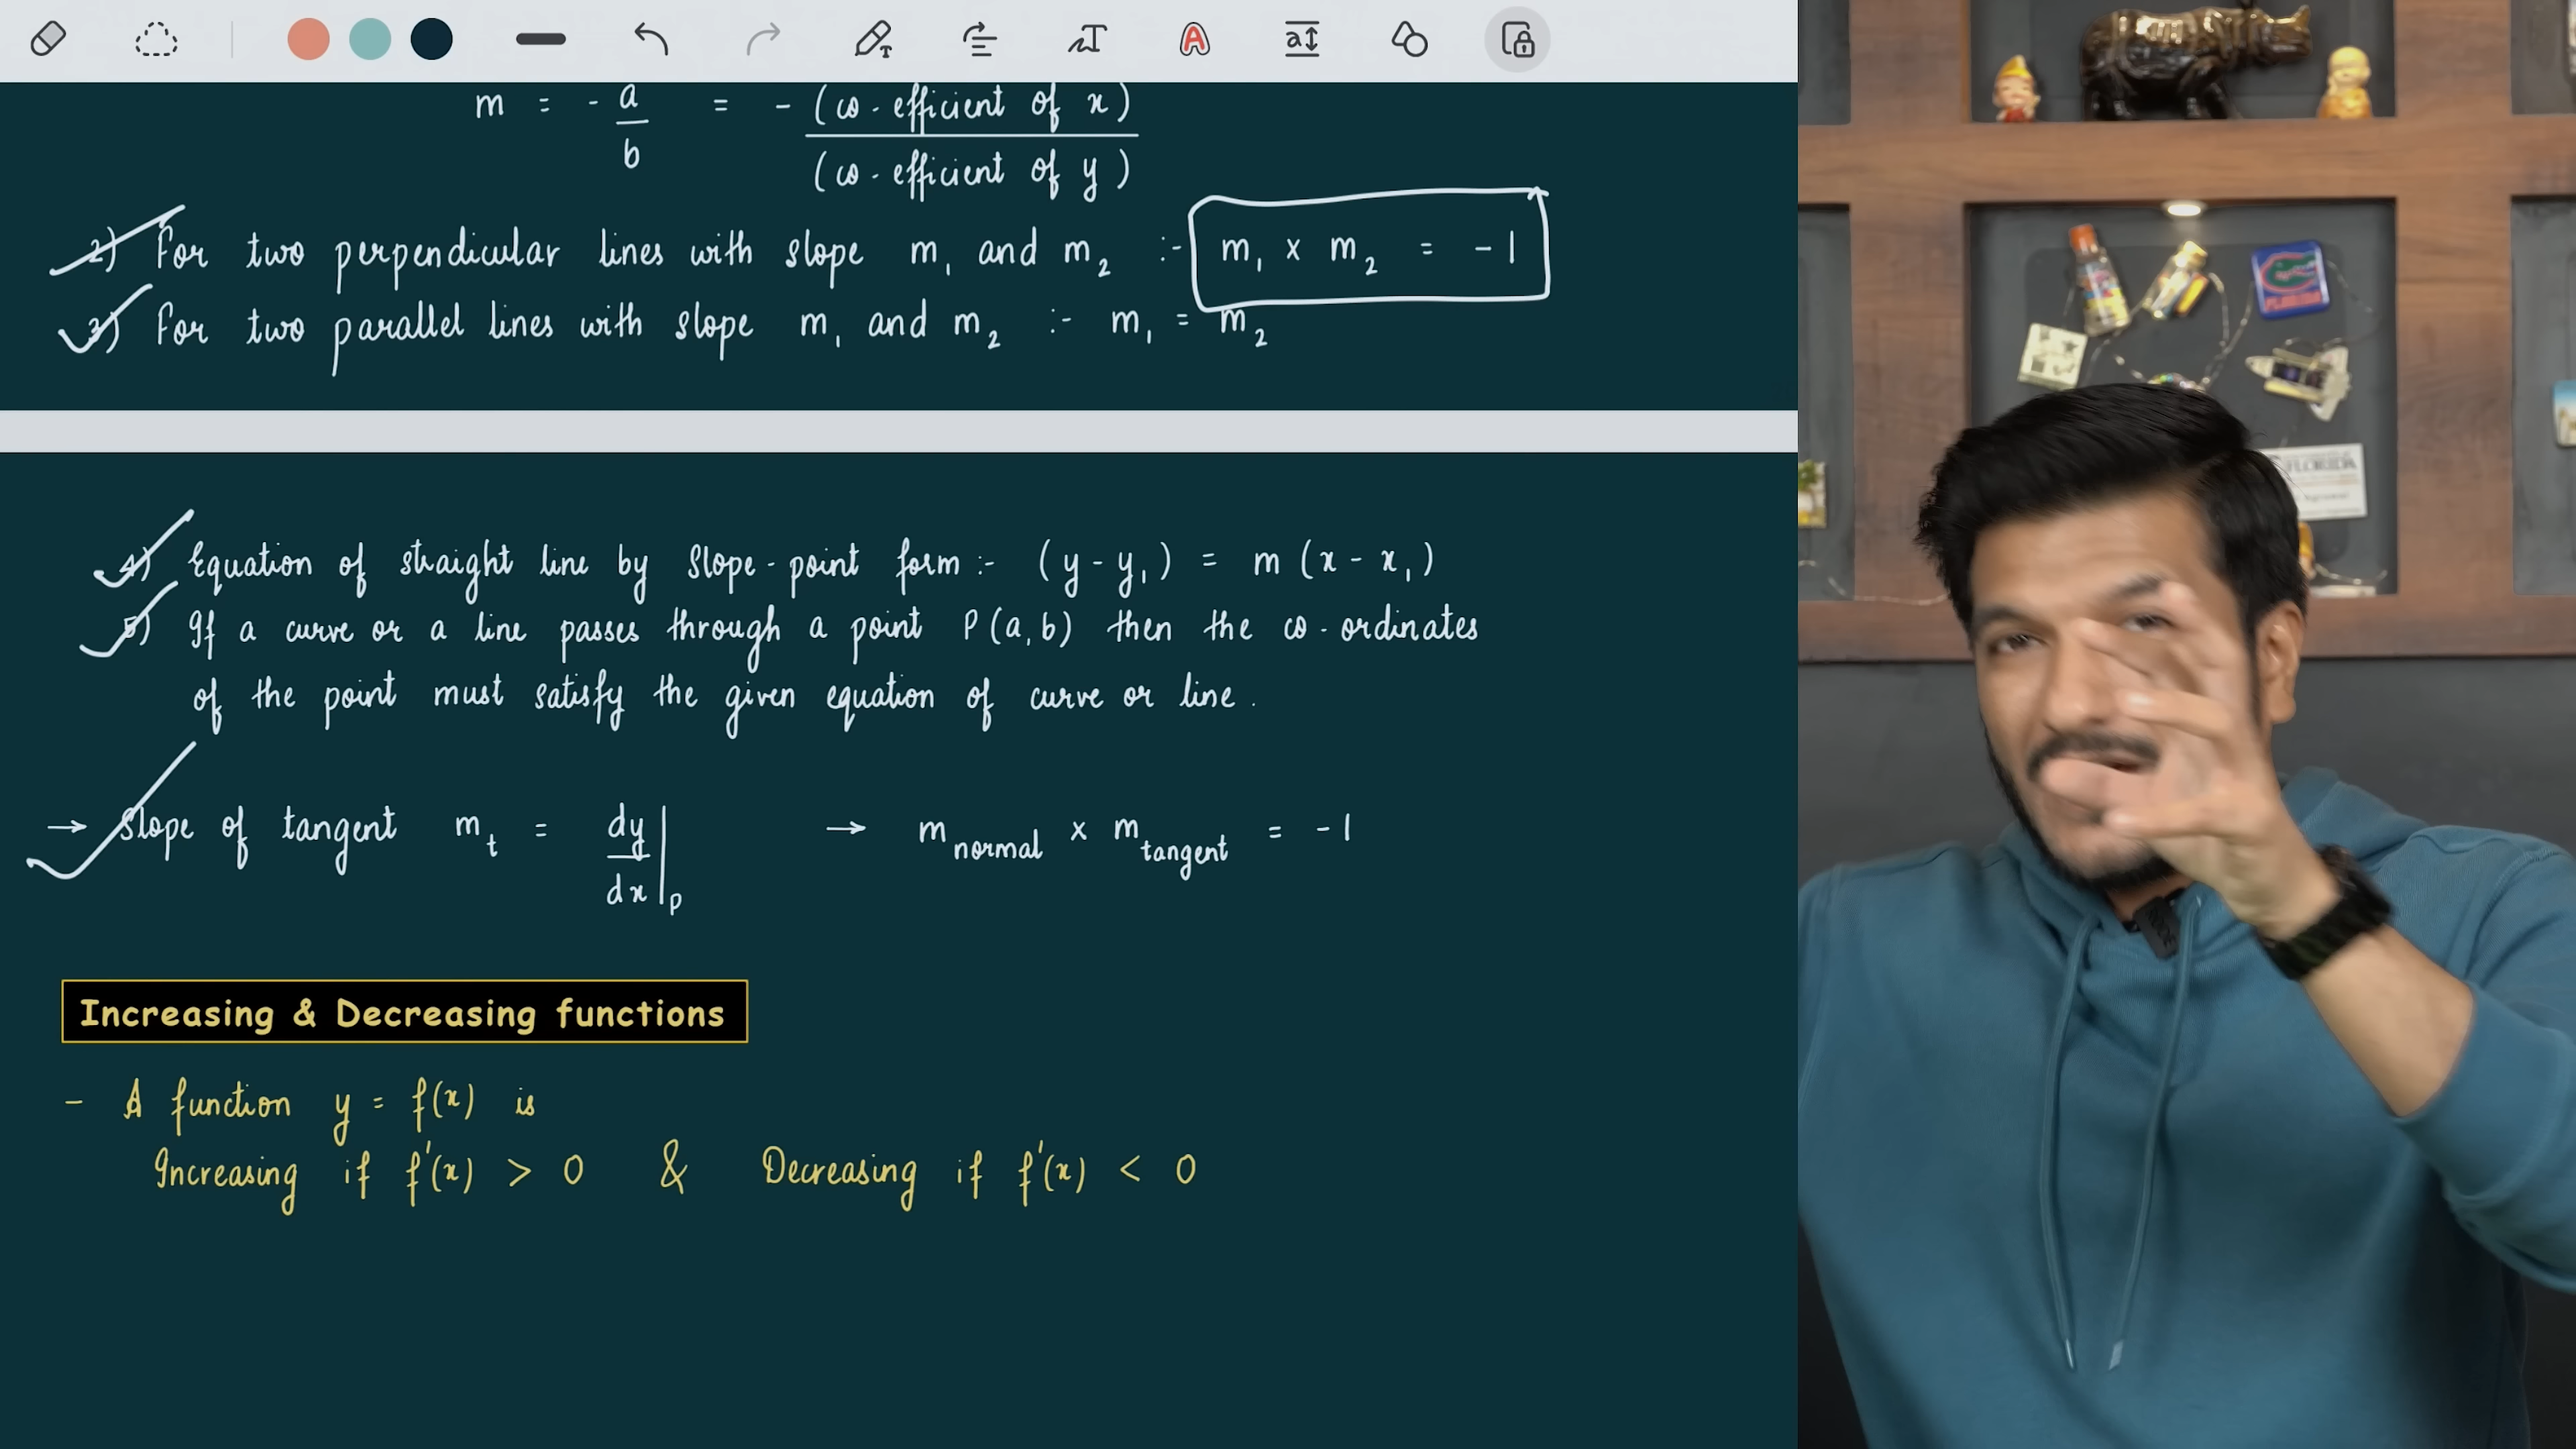 m = - a/b = - (co-efficient of x)/(co-efficient of y)
2) For two perpendicular lines with slope m₁ and m₂ :- m₁ x m₂ = -1
3) For two parallel lines with slope m₁ and m₂ :- m₁ = m₂
4) Equation of straight line by Slope-point form :- (y - y₁) = m (x - x₁)
5) If a curve or a line passes through a point P(a,b) then the co-ordinates
of the point must satisfy the given equation of curve or line.
→ Slope of tangent mₜ = dy/dx|ₚ → m normal x m tangent = -1
Increasing & Decreasing functions
- A function y = f(x) is
Increasing if f'(x) > 0 & Decreasing if f'(x) < 0
FLORIDA